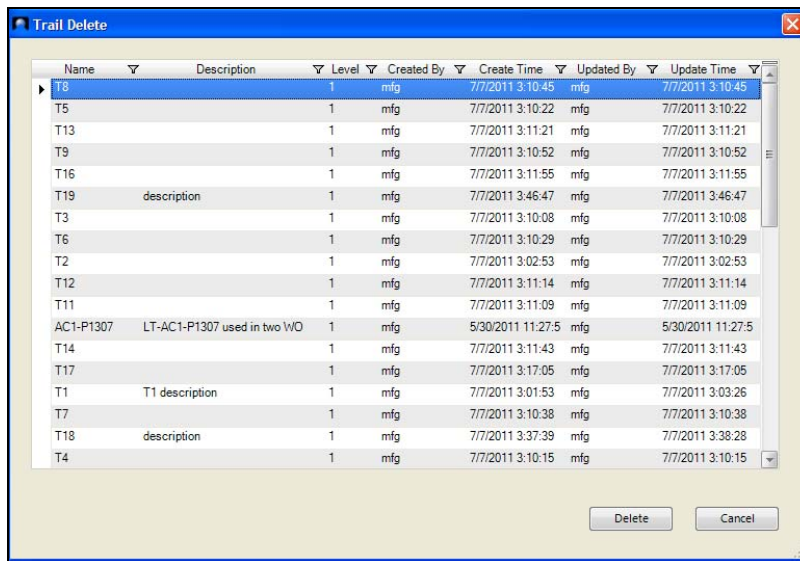 Trail Delete
Name Description Level Created By Create Time Updated By Update Time
T8 1 mfg 7/7/2011 3:10:45 mfg 7/7/2011 3:10:45
T5 1 mfg 7/7/2011 3:10:22 mfg 7/7/2011 3:10:22
T13 1 mfg 7/7/2011 3:11:21 mfg 7/7/2011 3:11:21
T9 1 mfg 7/7/2011 3:10:52 mfg 7/7/2011 3:10:52
T16 1 mfg 7/7/2011 3:11:55 mfg 7/7/2011 3:11:55
T19 description 1 mfg 7/7/2011 3:46:47 mfg 7/7/2011 3:46:47
T3 1 mfg 7/7/2011 3:10:08 mfg 7/7/2011 3:10:08
T6 1 mfg 7/7/2011 3:10:29 mfg 7/7/2011 3:10:29
T2 1 mfg 7/7/2011 3:02:53 mfg 7/7/2011 3:02:53
T12 1 mfg 7/7/2011 3:11:14 mfg 7/7/2011 3:11:14
T11 1 mfg 7/7/2011 3:11:09 mfg 7/7/2011 3:11:09
AC1-P1307 LT-AC1-P1307 used in two WO 1 mfg 5/30/2011 11:27:5 mfg 5/30/2011 11:27:5
T14 1 mfg 7/7/2011 3:11:43 mfg 7/7/2011 3:11:43
T17 1 mfg 7/7/2011 3:17:05 mfg 7/7/2011 3:17:05
T1 T1 description 1 mfg 7/7/2011 3:01:53 mfg 7/7/2011 3:03:26
T7 1 mfg 7/7/2011 3:10:38 mfg 7/7/2011 3:10:38
T18 description 1 mfg 7/7/2011 3:37:39 mfg 7/7/2011 3:38:28
T4 1 mfg 7/7/2011 3:10:15 mfg 7/7/2011 3:10:15
Delete Cancel